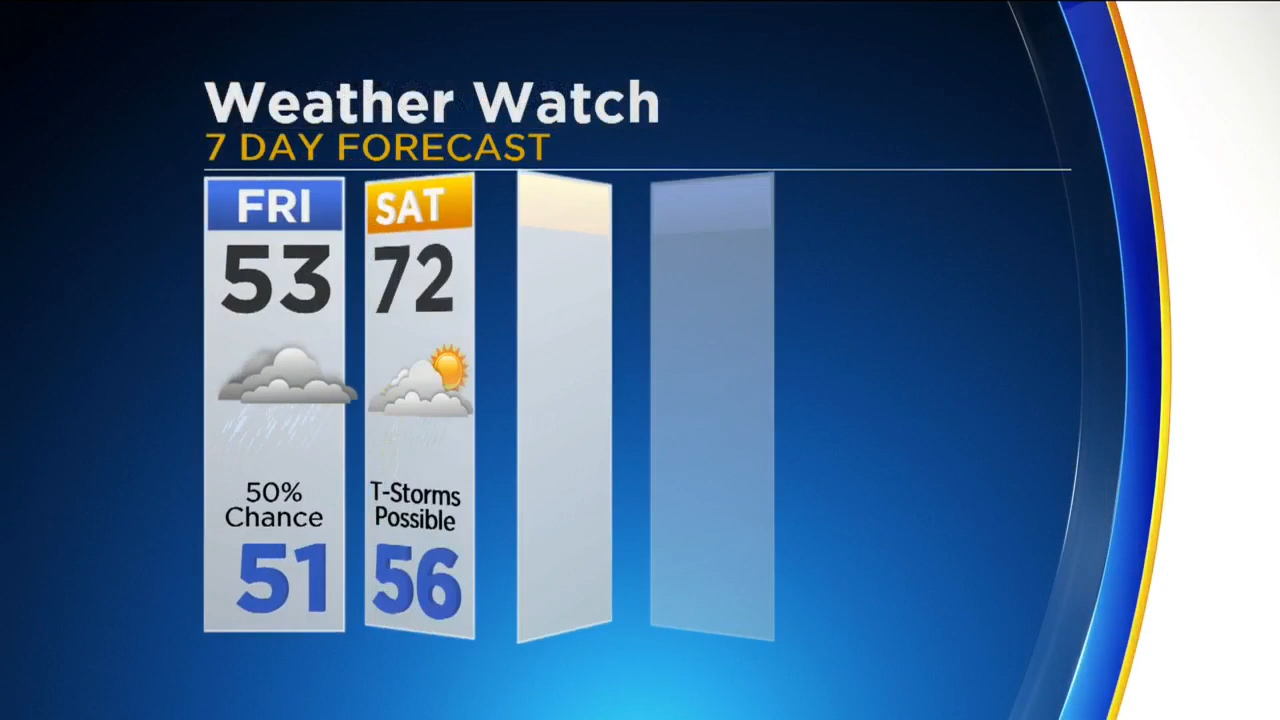 Weather Watch
7 DAY FORECAST
FRI
53
50%
Chance
51
SAT
72
T-Storms
Possible
56